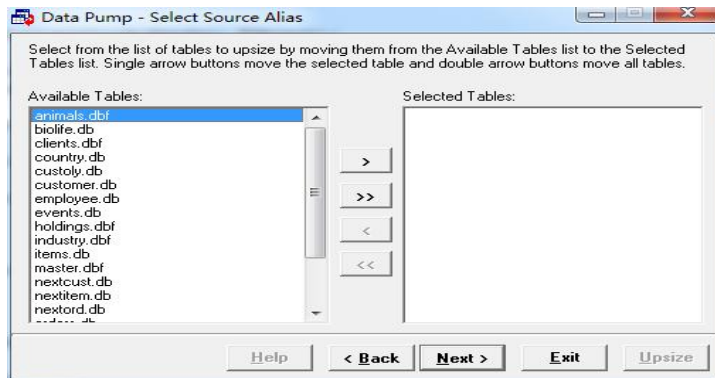 Data Pump - Select Source Alias
Select from the list of tables to upsize by moving them from the Available Tables list to the Selected
Tables list. Single arrow buttons move the selected table and double arrow buttons move all tables.
Available Tables:
Selected Tables:
animals.dbf
biolife.db
clients.dbf
country.db
custoly.db
customer.db
employee.db
events.db
holdings.dbf
industry.dbf
items.db
master.dbf
nextcust.db
nextitem.db
nextord.db
>
>>
<
<<
Help
< Back
Next >
Exit
Upsize